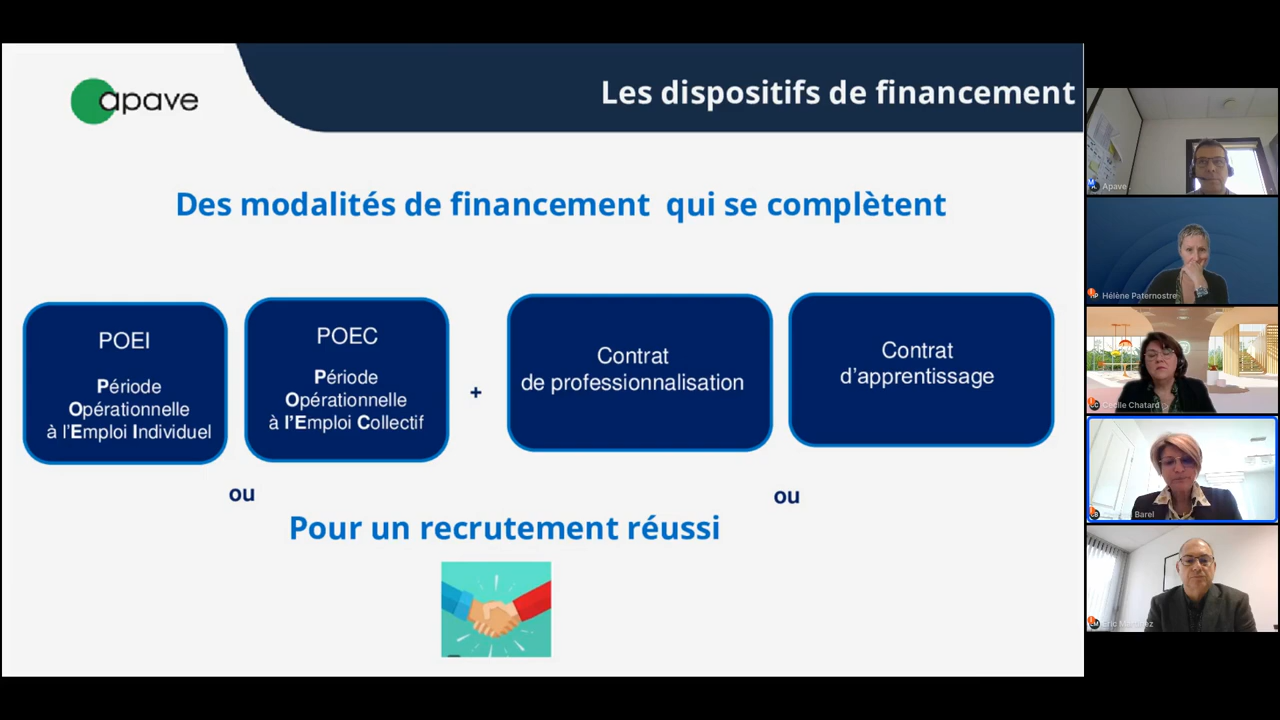 apave
Les dispositifs de financement
Des modalités de financement qui se complètent
POEI
Période
Opérationnelle
à l'Emploi Individuel
POEC
Période
Opérationnelle
à l'Emploi Collectif
+
Contrat
de professionnalisation
Contrat
d'apprentissage
ou
ou
Pour un recrutement réussi
Apave
Hélène Paternostre
Cécile Chatard
Barel